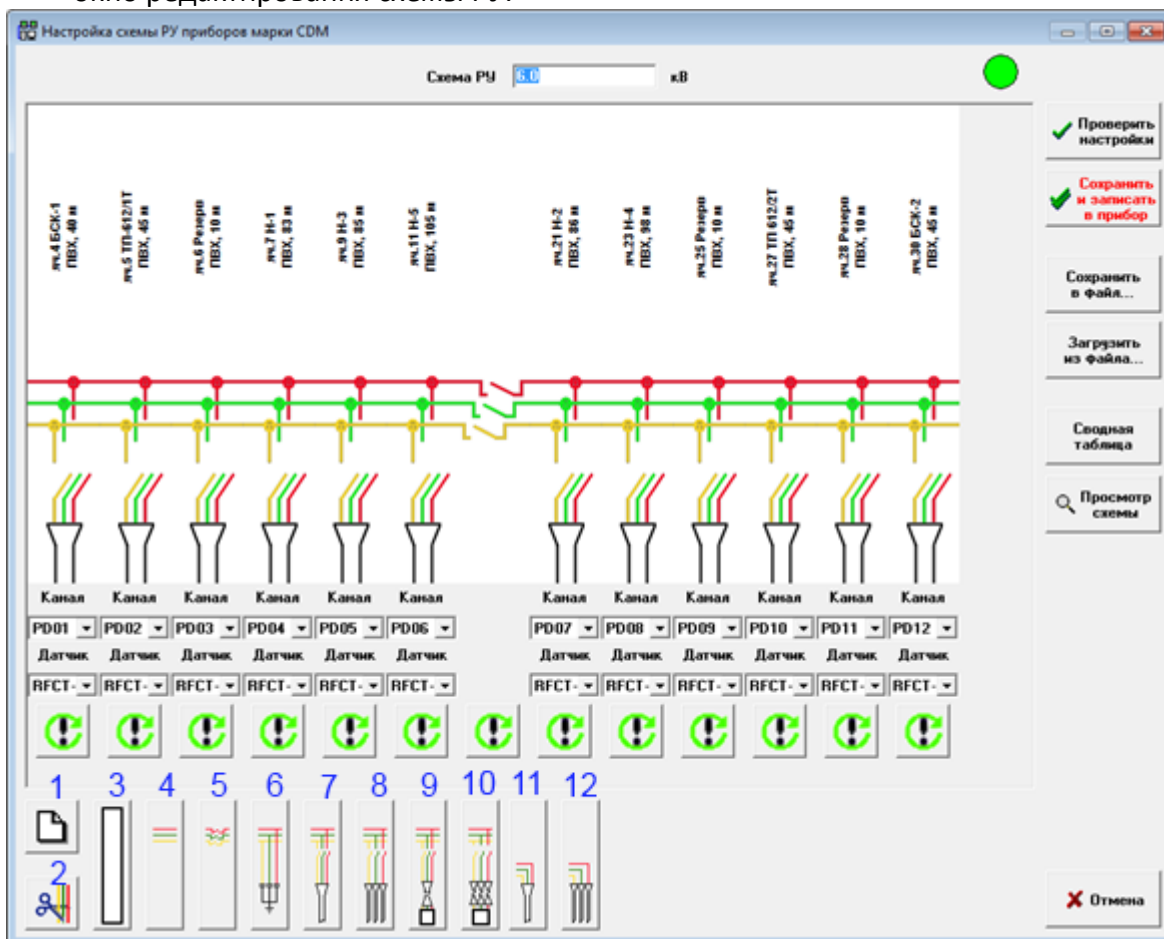 Настройка схемы РУ приборов марки CDM
Схема РУ 6.0 кВ
Проверить
настройки
Сохранить
и записать
в прибор
Сохранить
в файл...
Загрузить
из файла...
Сводная
таблица
Просмотр
схемы
яч.4 БСК-1
ПВХ, 40 м
яч.5 ТП-612/1Т
ПВХ, 45 м
яч.6 Резерв
ПВХ, 10 м
яч.7 Н-1
ПВХ, 83 м
яч.9 Н-3
ПВХ, 85 м
яч.11 Н-5
ПВХ, 105 м
яч.21 Н-2
ПВХ, 86 м
яч.23 Н-4
ПВХ, 98 м
яч.25 Резерв
ПВХ, 10 м
яч.27 ТП 612/2Т
ПВХ, 45 м
яч.28 Резерв
ПВХ, 10 м
яч.30 БСК-2
ПВХ, 45 м
Канал Канал Канал Канал Канал Канал Канал Канал Канал Канал Канал Канал
PD01 PD02 PD03 PD04 PD05 PD06 PD07 PD08 PD09 PD10 PD11 PD12
Датчик Датчик Датчик Датчик Датчик Датчик Датчик Датчик Датчик Датчик Датчик Датчик
RFCT- RFCT- RFCT- RFCT- RFCT- RFCT- RFCT- RFCT- RFCT- RFCT- RFCT- RFCT-
1 3 4 5 6 7 8 9 10 11 12
2
Отмена